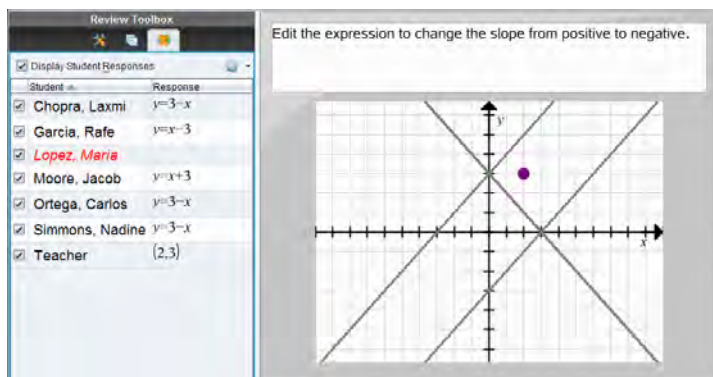 Review Toolbox
Display Student Responses
Student Response
Chopra, Laxmi y=3-x
Garcia, Rafe y=x-3
Lopez, Maria
Moore, Jacob y=x+3
Ortega, Carlos y=3-x
Simmons, Nadine y=3-x
Teacher (2,3)
Edit the expression to change the slope from positive to negative.
y
x